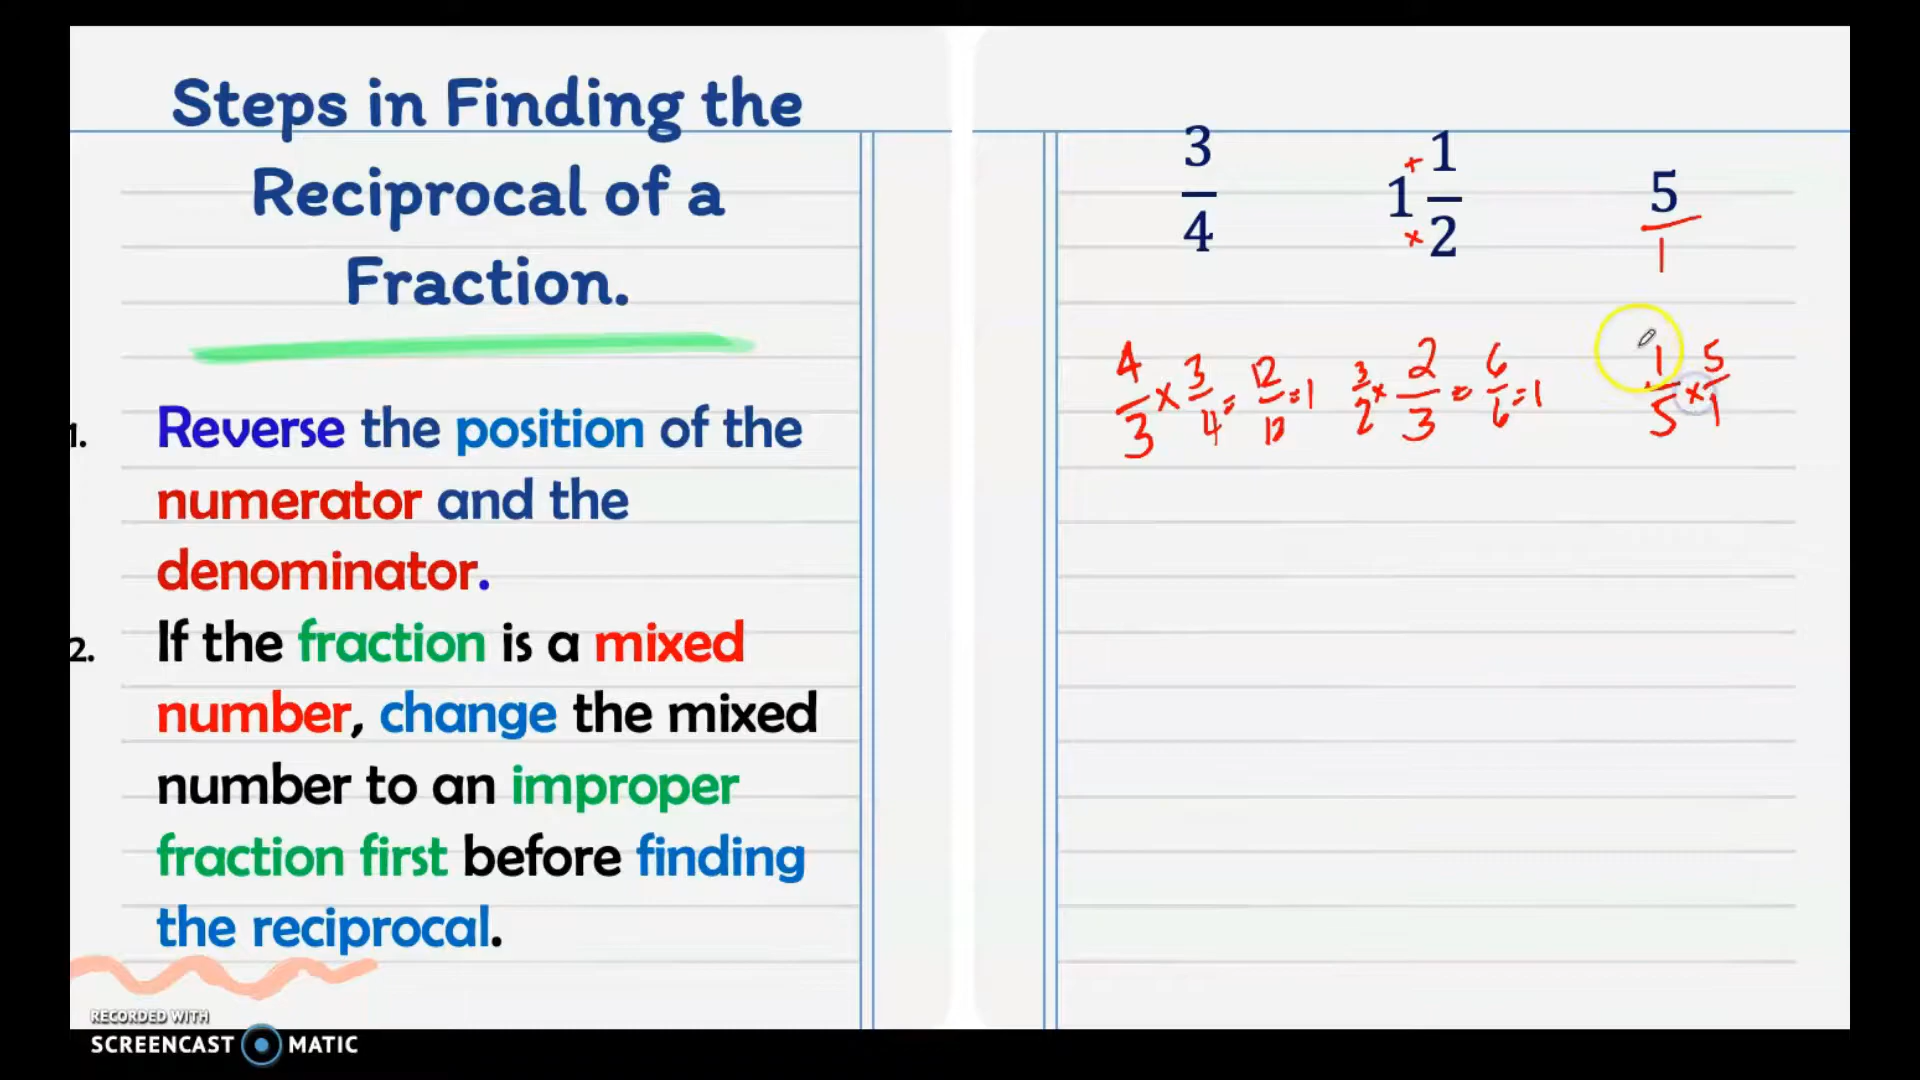 Steps in Finding the
Reciprocal of a
Fraction.
1. Reverse the position of the
numerator and the
denominator.
2. If the fraction is a mixed
number, change the mixed
number to an improper
fraction first before finding
the reciprocal.
3/4
1 + × 1/2
5/1
4/3 × 3/4 = 12/12 = 1
3/2 × 2/3 = 6/6 = 1
1/5 × 5/1
RECORDED WITH
SCREENCAST MATIC